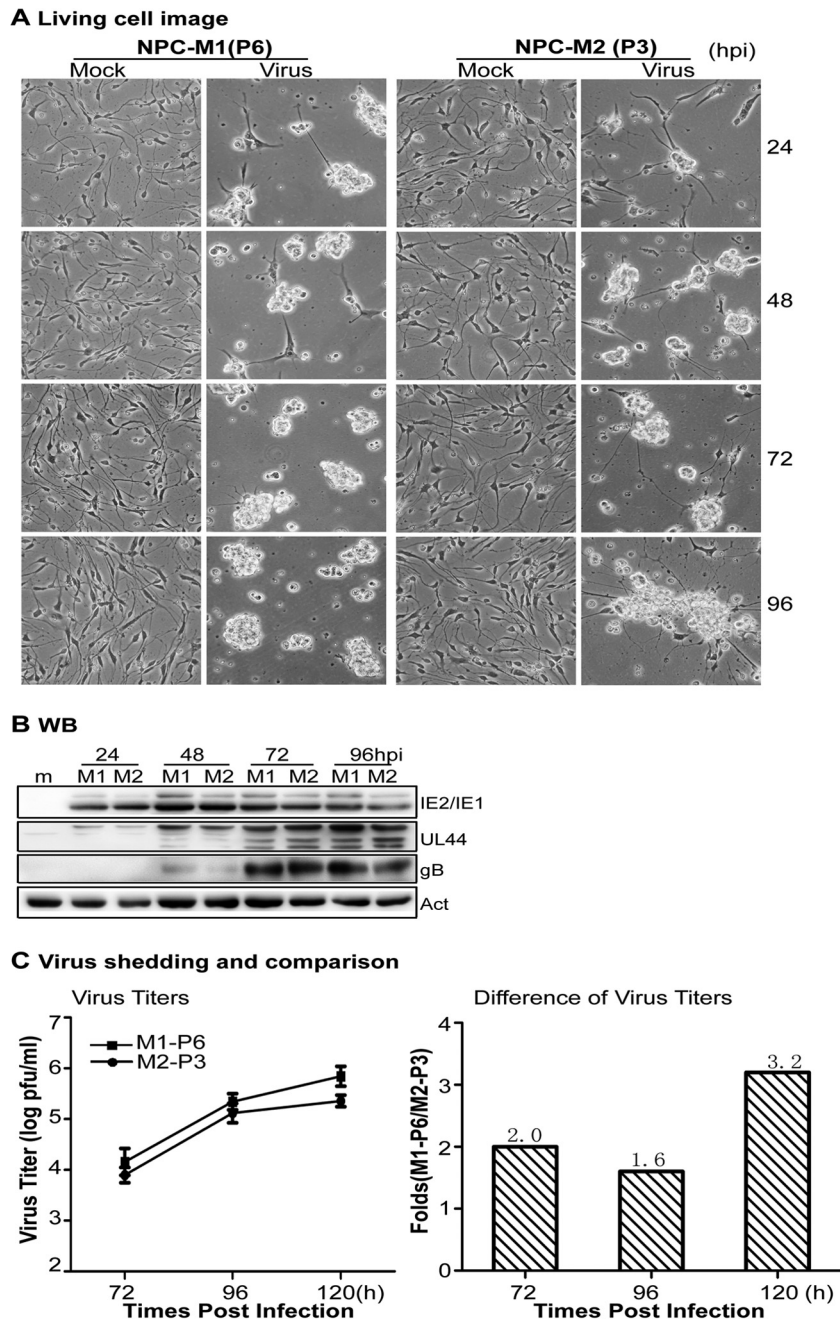 A Living cell image
NPC-M1(P6) NPC-M2 (P3) (hpi)
Mock Virus Mock Virus
24
48
72
96
B WB
24 48 72 96hpi
m M1 M2 M1 M2 M1 M2 M1 M2
IE2/IE1
UL44
gB
Act
C Virus shedding and comparison
Virus Titers
Virus Titer (log pfu/ml)
7
6
5
4
3
2
M1-P6
M2-P3
72 96 120(h)
Times Post Infection
Difference of Virus Titers
Folds(M1-P6/M2-P3)
4
3
2
1
0
2.0
1.6
3.2
72 96 120 (h)
Times Post Infection